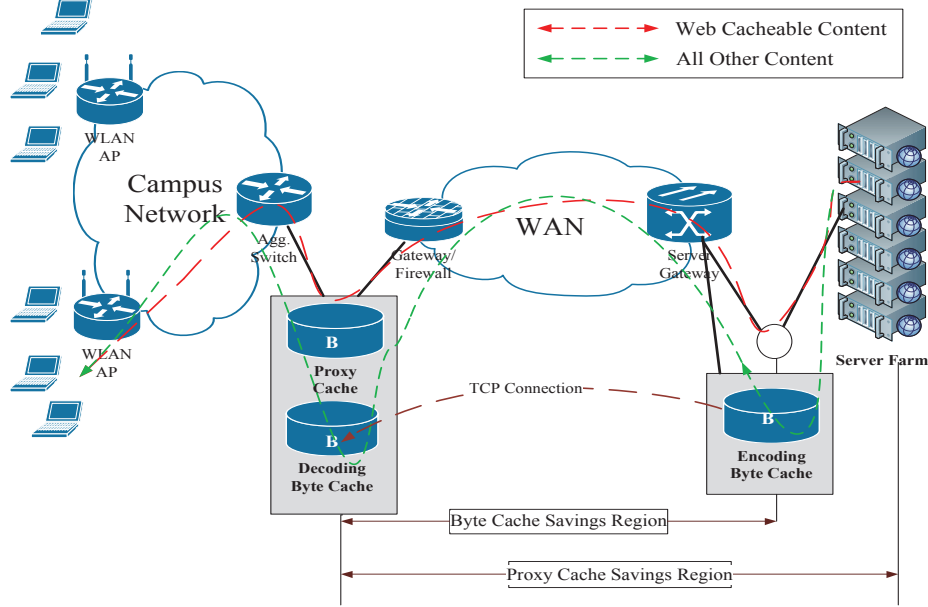 Web Cacheable Content
All Other Content
WLAN
AP
Campus
Network
Agg.
Switch
Gateway/
Firewall
WAN
Server
Gateway
Server Farm
WLAN
AP
B
Proxy
Cache
TCP Connection
B
Decoding
Byte Cache
B
Encoding
Byte Cache
Byte Cache Savings Region
Proxy Cache Savings Region